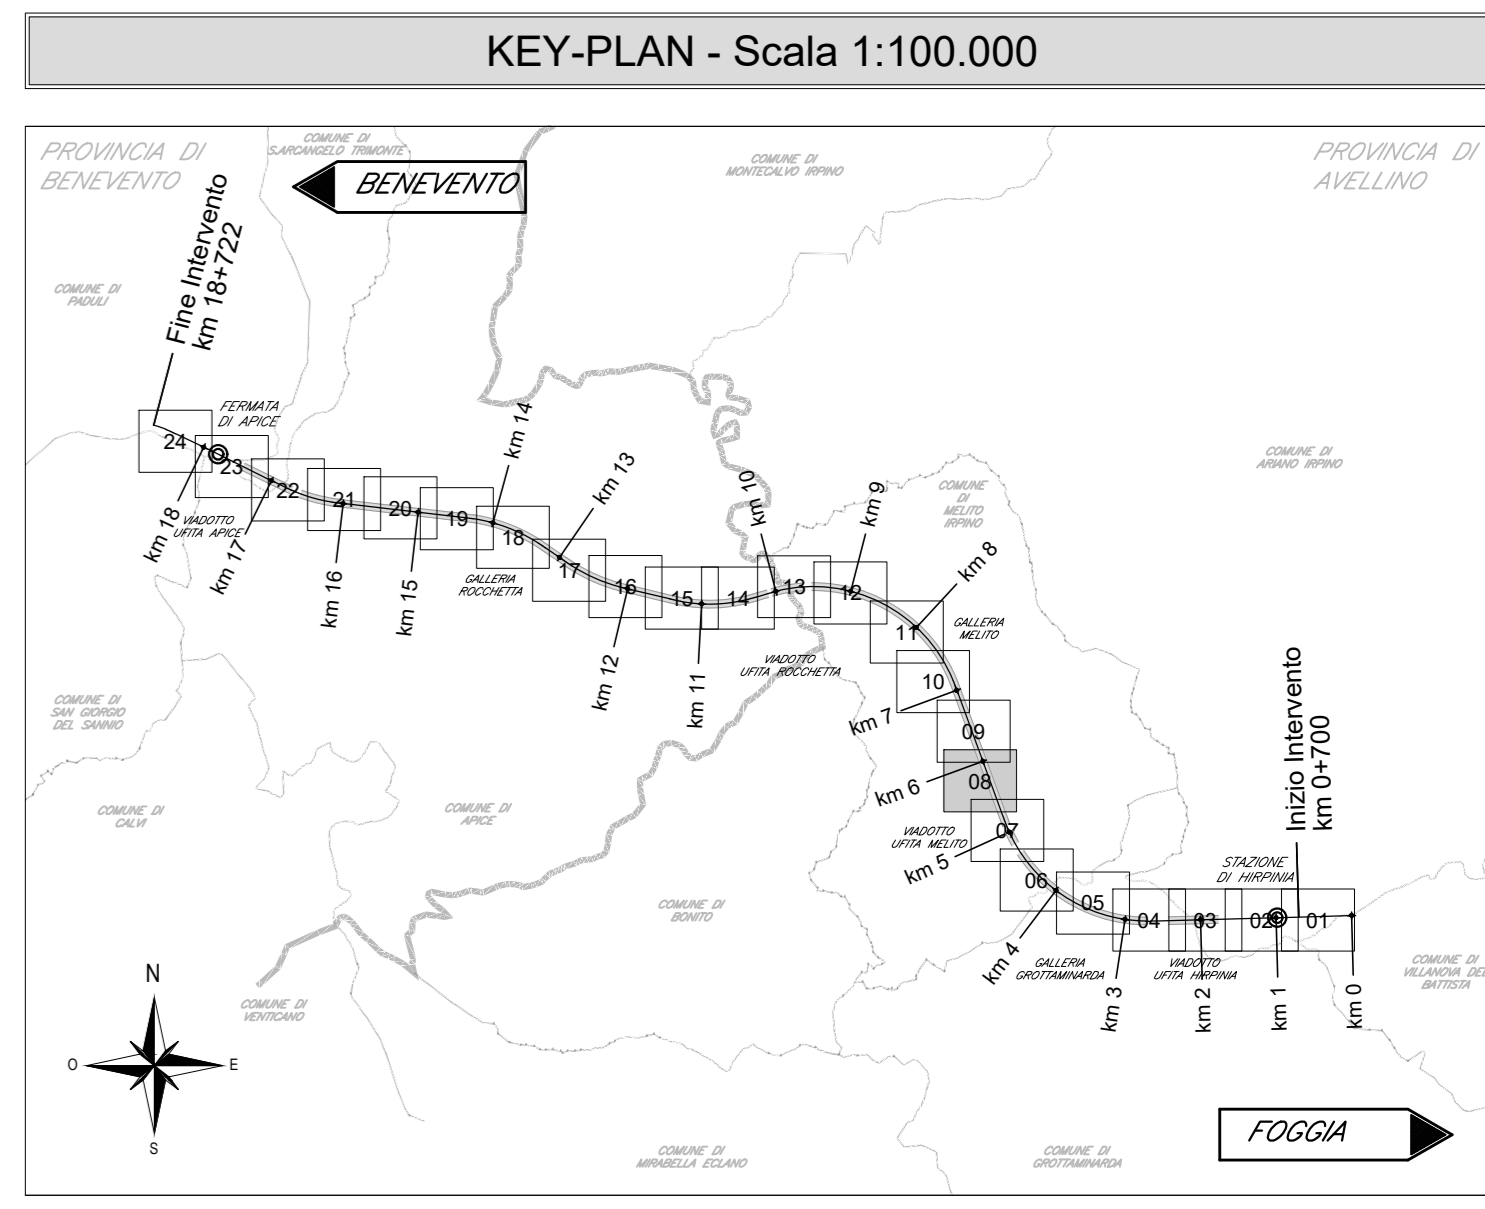 KEY-PLAN - Scala 1:100.000
PROVINCIA DI
BENEVENTO
COMUNE DI
S.ARCANGELO TRIMONTE
BENEVENTO
COMUNE DI
MONTECALVO IRPINO
PROVINCIA DI
AVELLINO
Fine Intervento
km 18+722
COMUNE DI
PADULI
FERMATA
DI APICE
24
23
22
21
20
19
18
17
16
15
14
13
12
11
10
09
08
07
06
05
04
03
02
01
km 18
km 17
km 16
km 15
km 14
km 13
km 12
km 11
km 10
km 9
km 8
km 7
km 6
km 5
km 4
km 3
km 2
km 1
km 0
VIADOTTO
UFITA APICE
GALLERIA
ROCCHETTA
VIADOTTO
UFITA ROCCHETTA
GALLERIA
MELITO
COMUNE
DI
MELITO
IRPINO
COMUNE DI
ARIANO IRPINO
Inizio Intervento
km 0+700
COMUNE DI
SAN GIORGIO
DEL SANNIO
COMUNE DI
CALVI
COMUNE DI
APICE
VIADOTTO
UFITA MELITO
STAZIONE
DI HIRPINIA
COMUNE DI
BONITO
GALLERIA
GROTTAMINARDA
VIADOTTO
UFITA HIRPINIA
COMUNE DI
VILLANOVA DEL
BATTISTA
COMUNE DI
VENTICANO
N
O
E
S
FOGGIA
COMUNE DI
MIRABELLA ECLANO
COMUNE DI
GROTTAMINARDA